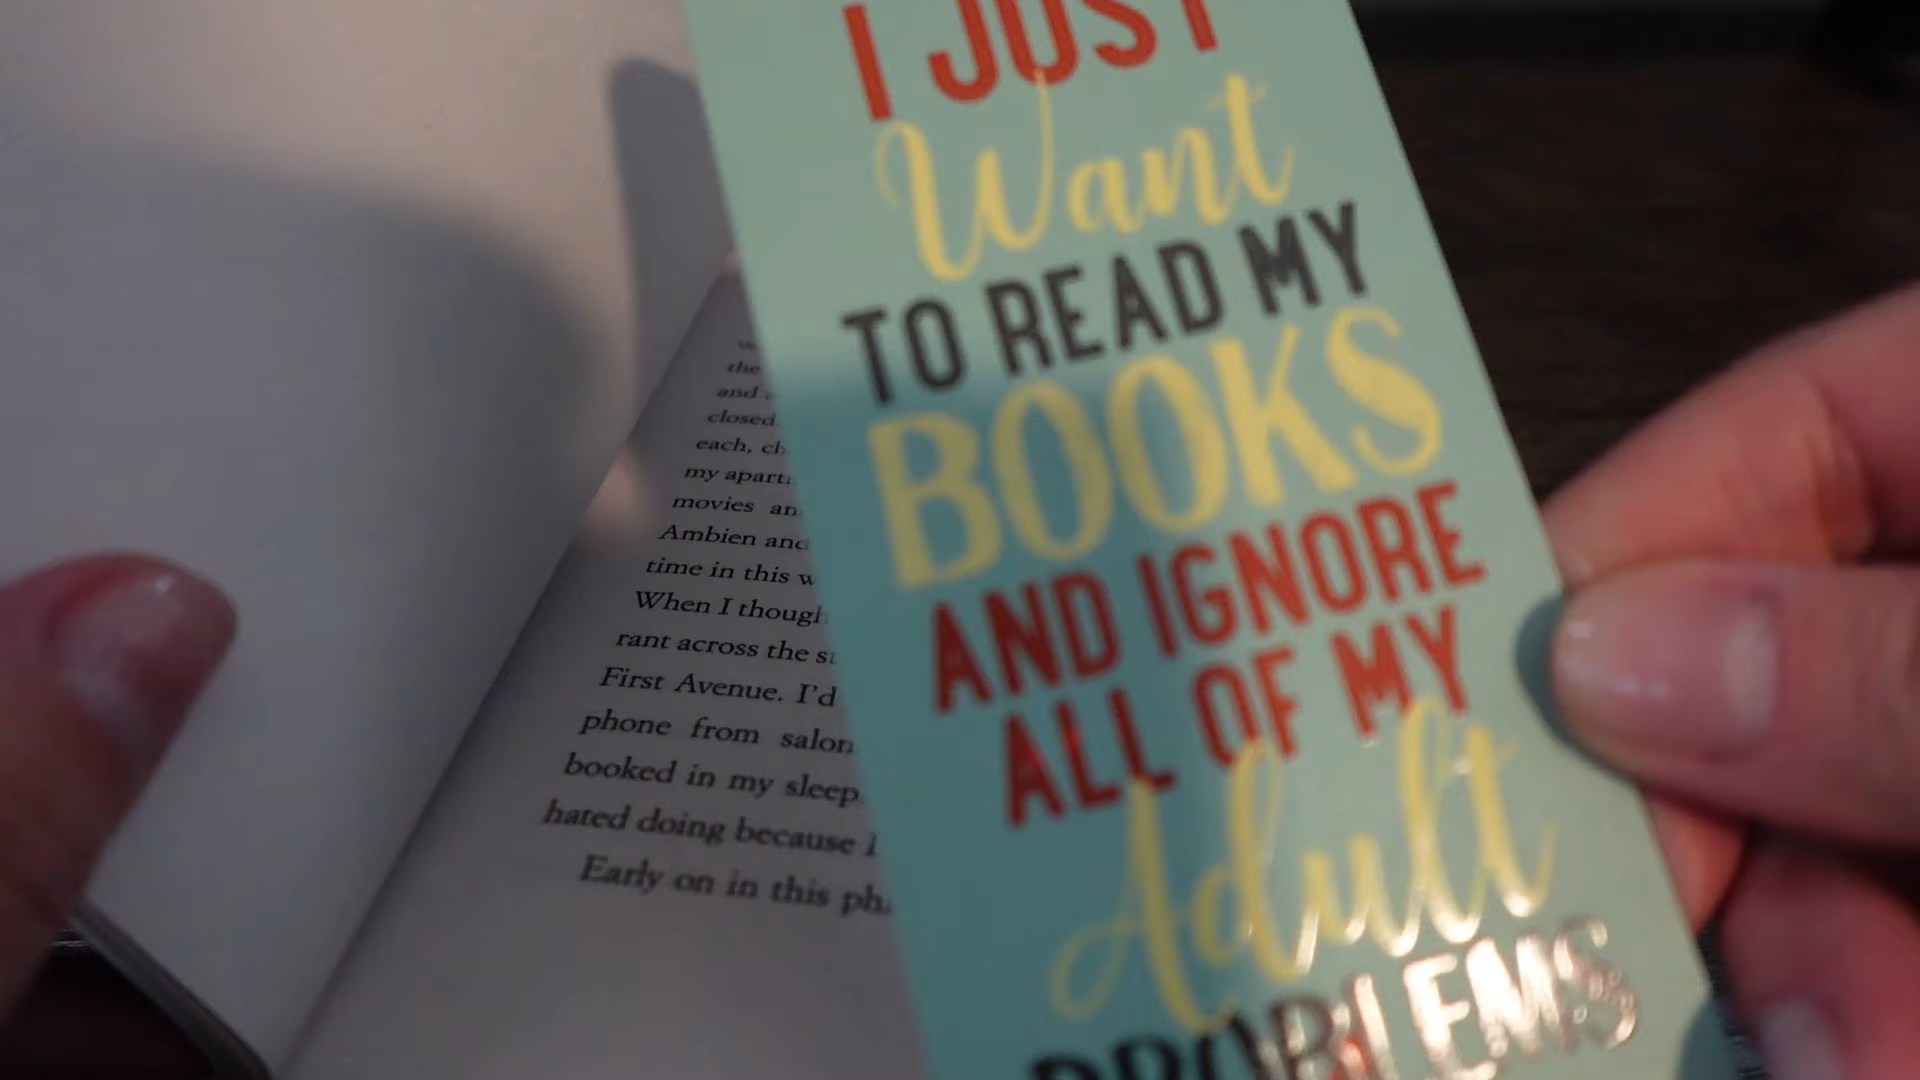 I JUST
Want
TO READ MY
BOOKS
AND IGNORE
ALL OF MY
Adult
PROBLEMS
the
and
closed
each,
my
movies
Ambien and
time in this
When I
rant across the
First Avenue. I'd
phone from salon
booked in my sleep
hated doing because I
Early on in this